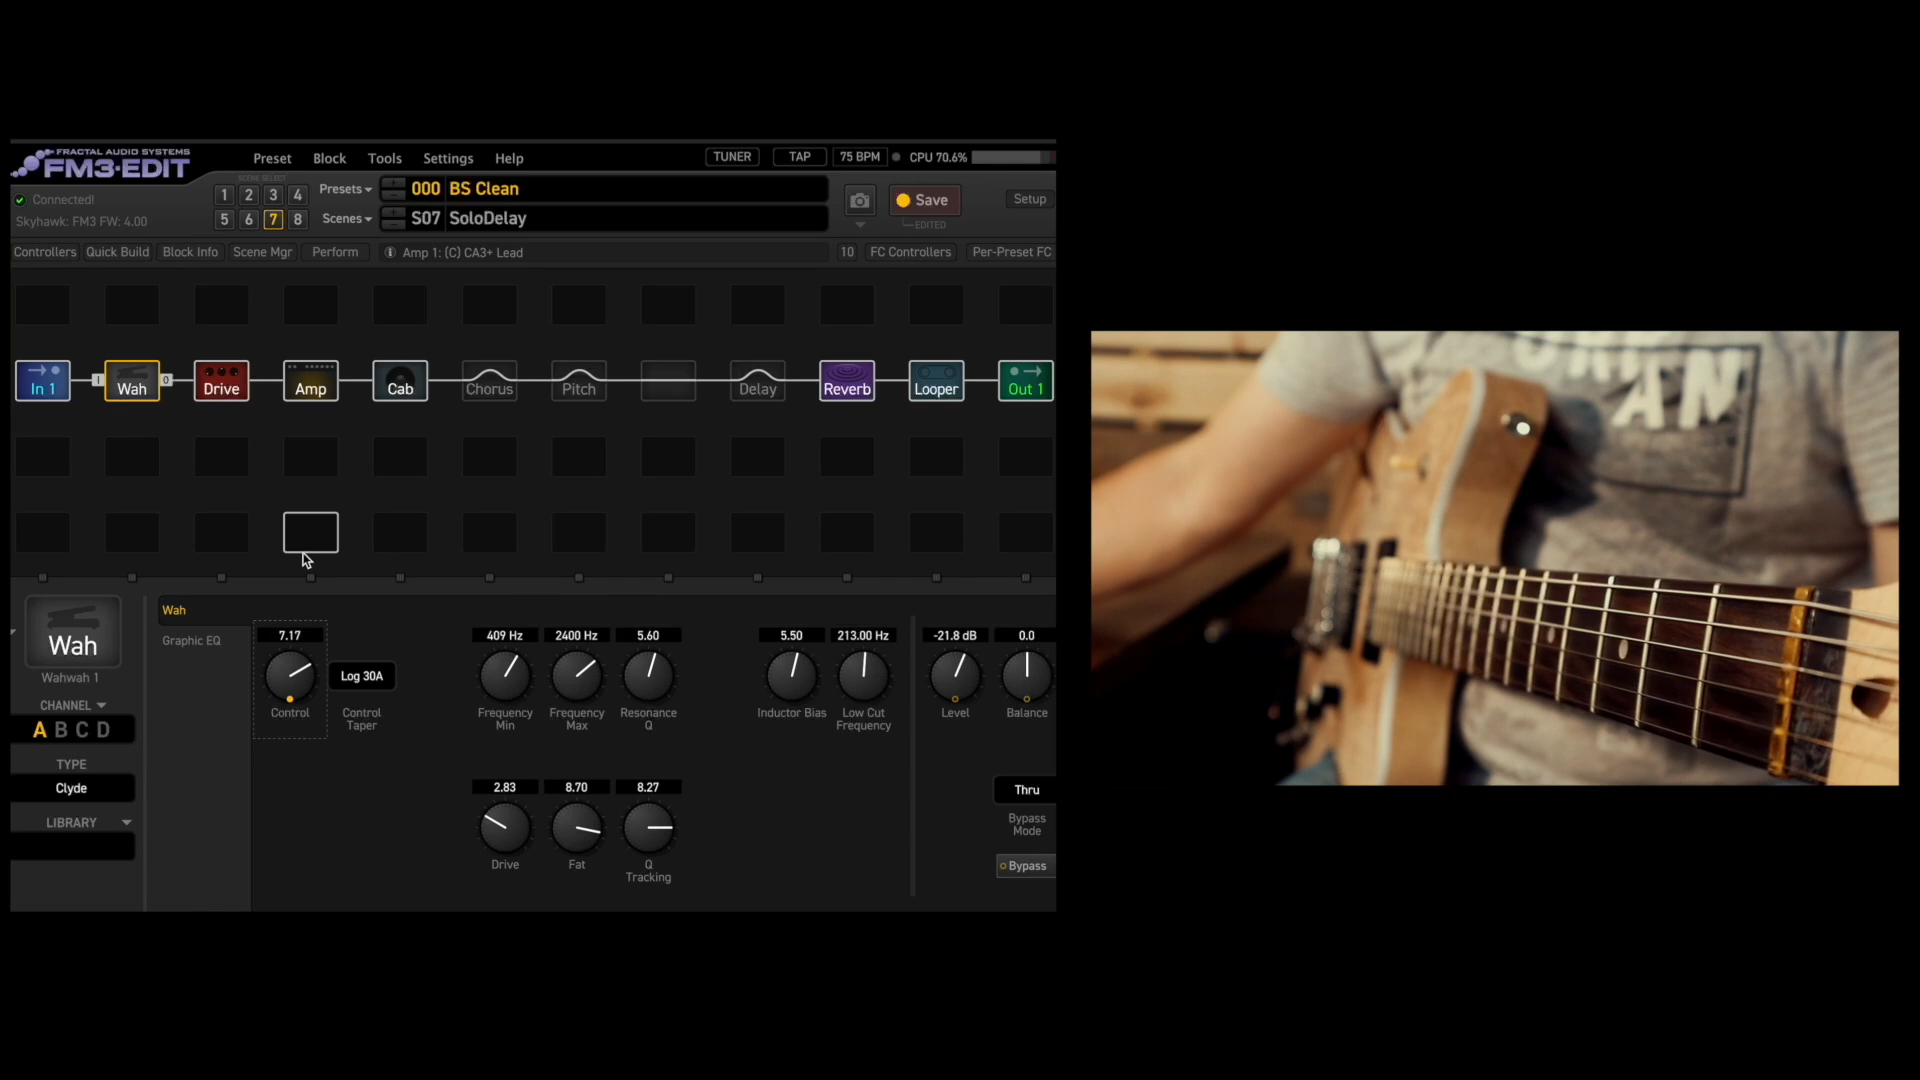 FRACTAL AUDIO SYSTEMS
FM3·EDIT
Preset Block Tools Settings Help
TUNER TAP 75 BPM CPU 70.6%
SCENE SELECT
1 2 3 4
5 6 7 8
Connected!
Skyhawk: FM3 FW: 4.00
Presets 000 BS Clean
Scenes S07 SoloDelay
Save
EDITED
Setup
Controllers Quick Build Block Info Scene Mgr Perform Amp 1: (C) CA3+ Lead 10 FC Controllers Per-Preset FC
In 1 I Wah O Drive Amp Cab Chorus Pitch Delay Reverb Looper Out 1
Wah
Wahwah 1
CHANNEL
A B C D
TYPE
Clyde
LIBRARY
Wah
Graphic EQ
7.17 409 Hz 2400 Hz 5.60 5.50 213.00 Hz -21.8 dB 0.0
Log 30A
Control Control Taper Frequency Min Frequency Max Resonance Q Inductor Bias Low Cut Frequency Level Balance
2.83 8.70 8.27 Thru
Drive Fat Q Tracking
Bypass Mode
Bypass